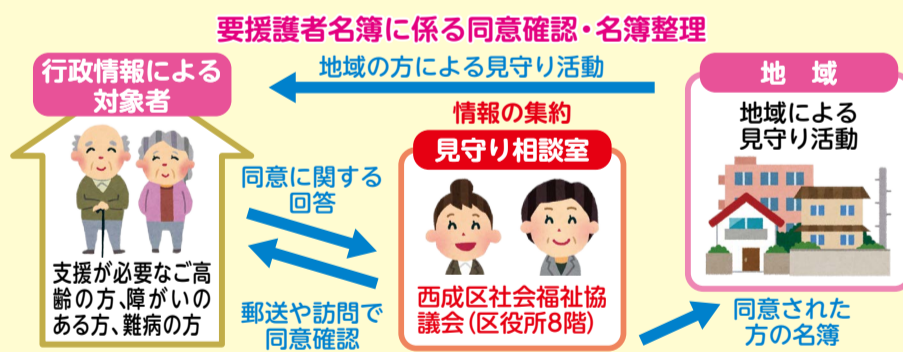 要援護者名簿に係る同意確認・名簿整理
行政情報による
対象者
地域の方による見守り活動
地　域
地域による
見守り活動
情報の集約
見守り相談室
同意に関する
回答
支援が必要なご高
齢の方、障がいの
ある方、難病の方
郵送や訪問で
同意確認
西成区社会福祉協
議会（区役所8階）
同意された
方の名簿